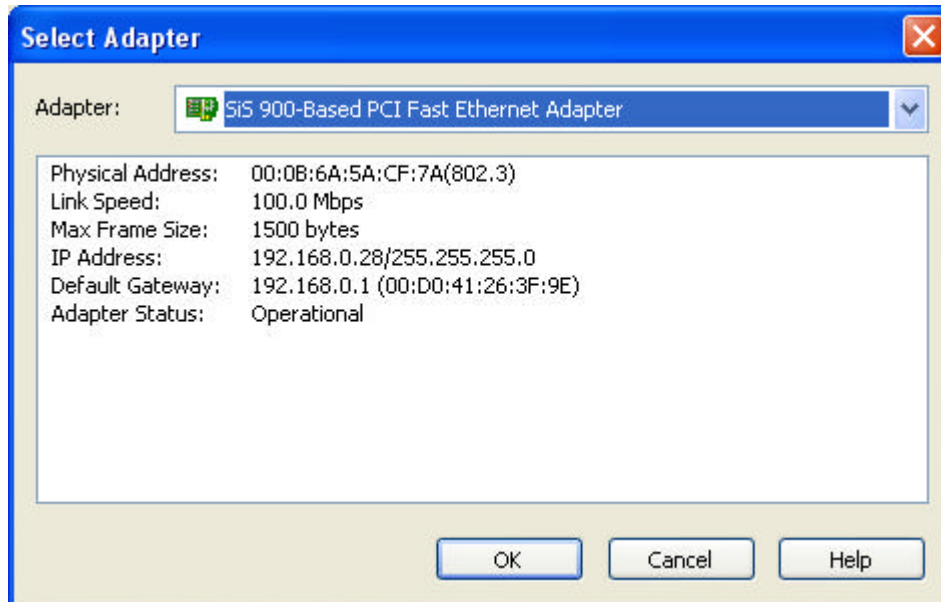 Select Adapter
Adapter: SiS 900-Based PCI Fast Ethernet Adapter
Physical Address: 00:0B:6A:5A:CF:7A(802.3)
Link Speed: 100.0 Mbps
Max Frame Size: 1500 bytes
IP Address: 192.168.0.28/255.255.255.0
Default Gateway: 192.168.0.1 (00:D0:41:26:3F:9E)
Adapter Status: Operational
OK Cancel Help